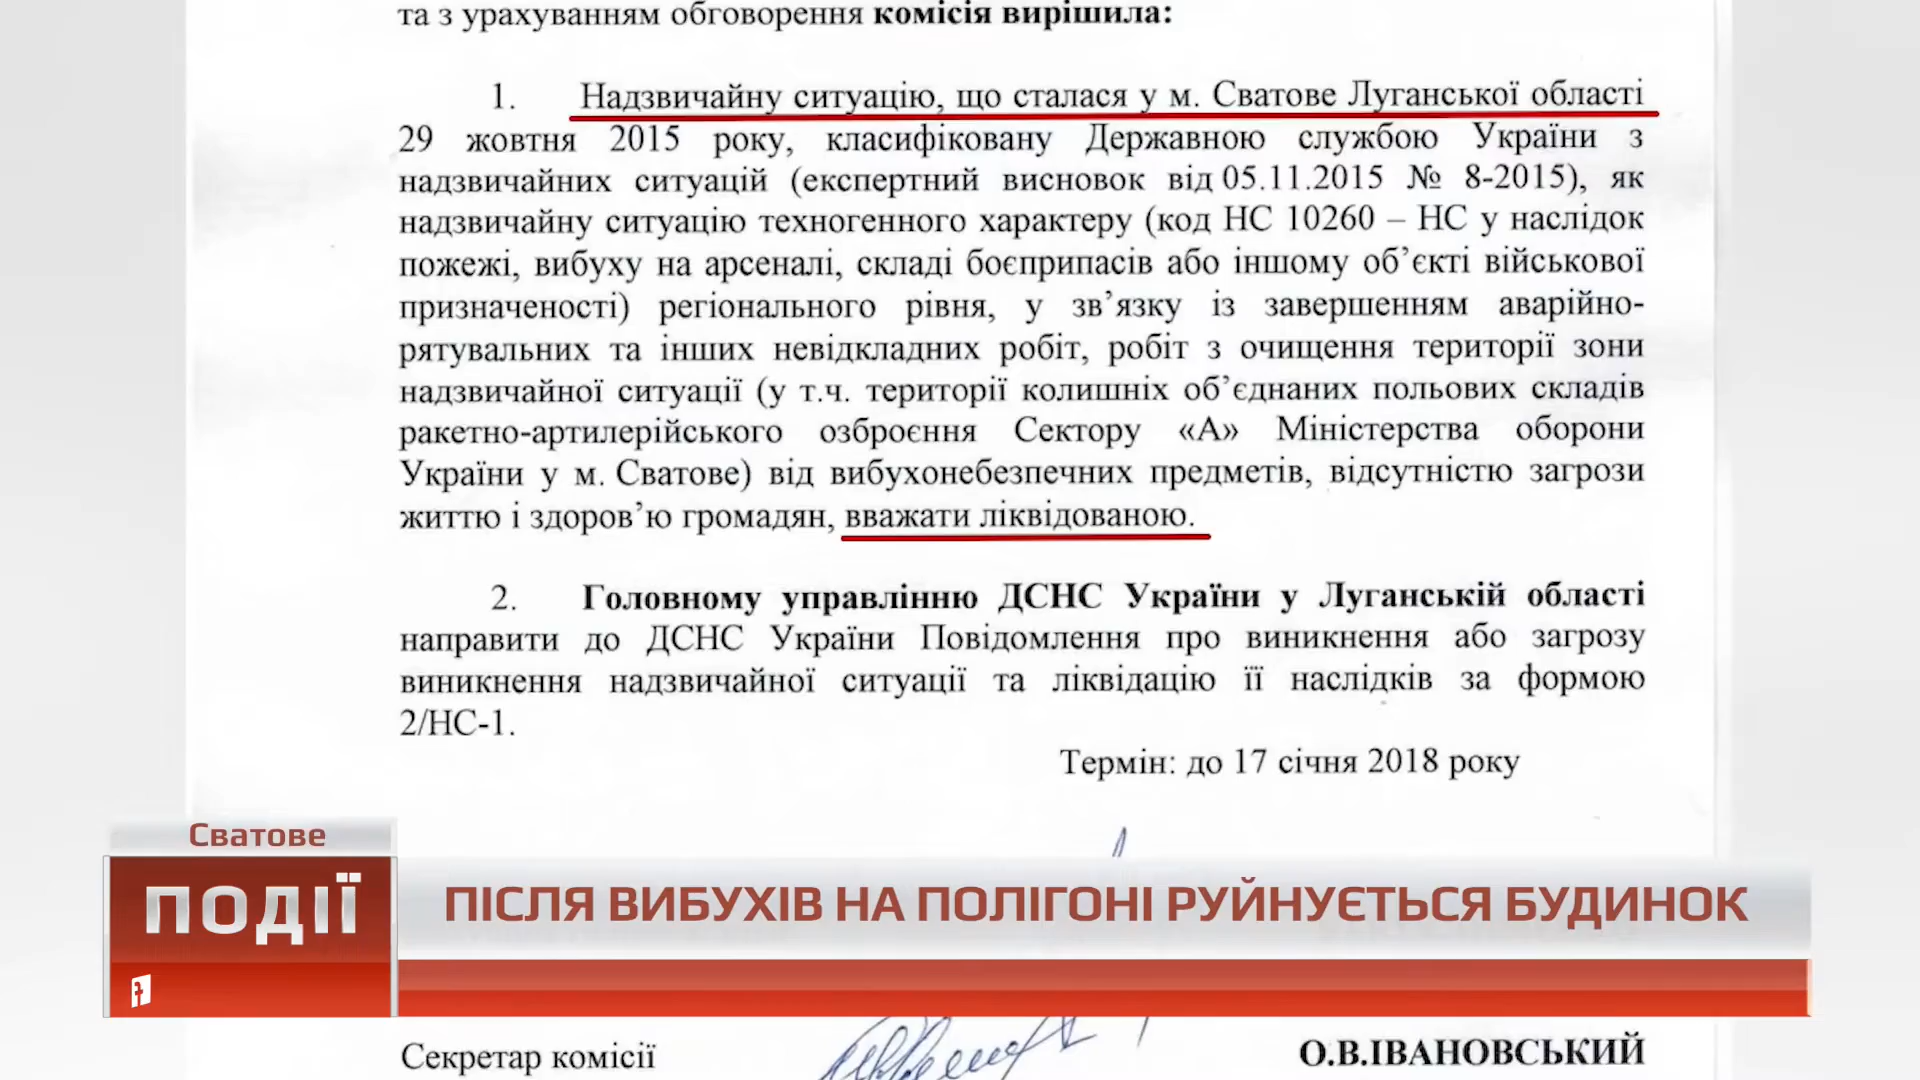 та з урахуванням обговорення комісія вирішила:
1. Надзвичайну ситуацію, що сталася у м. Сватове Луганської області
29 жовтня 2015 року, класифіковану Державною службою України з
надзвичайних ситуацій (експертний висновок від 05.11.2015 № 8-2015), як
надзвичайну ситуацію техногенного характеру (код НС 10260 – НС у наслідок
пожежі, вибуху на арсеналі, складі боєприпасів або іншому об’єкті військової
призначеності) регіонального рівня, у зв’язку із завершенням аварійно-
рятувальних та інших невідкладних робіт, робіт з очищення території зони
надзвичайної ситуації (у т.ч. території колишніх об’єднаних польових складів
ракетно-артилерійського озброєння Сектору «А» Міністерства оборони
України у м. Сватове) від вибухонебезпечних предметів, відсутністю загрози
життю і здоров’ю громадян, вважати ліквідованою.
2. Головному управлінню ДСНС України у Луганській області
направити до ДСНС України Повідомлення про виникнення або загрозу
виникнення надзвичайної ситуації та ліквідацію її наслідків за формою
2/НС-1.
Термін: до 17 січня 2018 року
Сватове
ПОДІЇ
ПІСЛЯ ВИБУХІВ НА ПОЛІГОНІ РУЙНУЄТЬСЯ БУДИНОК
Секретар комісії О.В.ІВАНОВСЬКИЙ